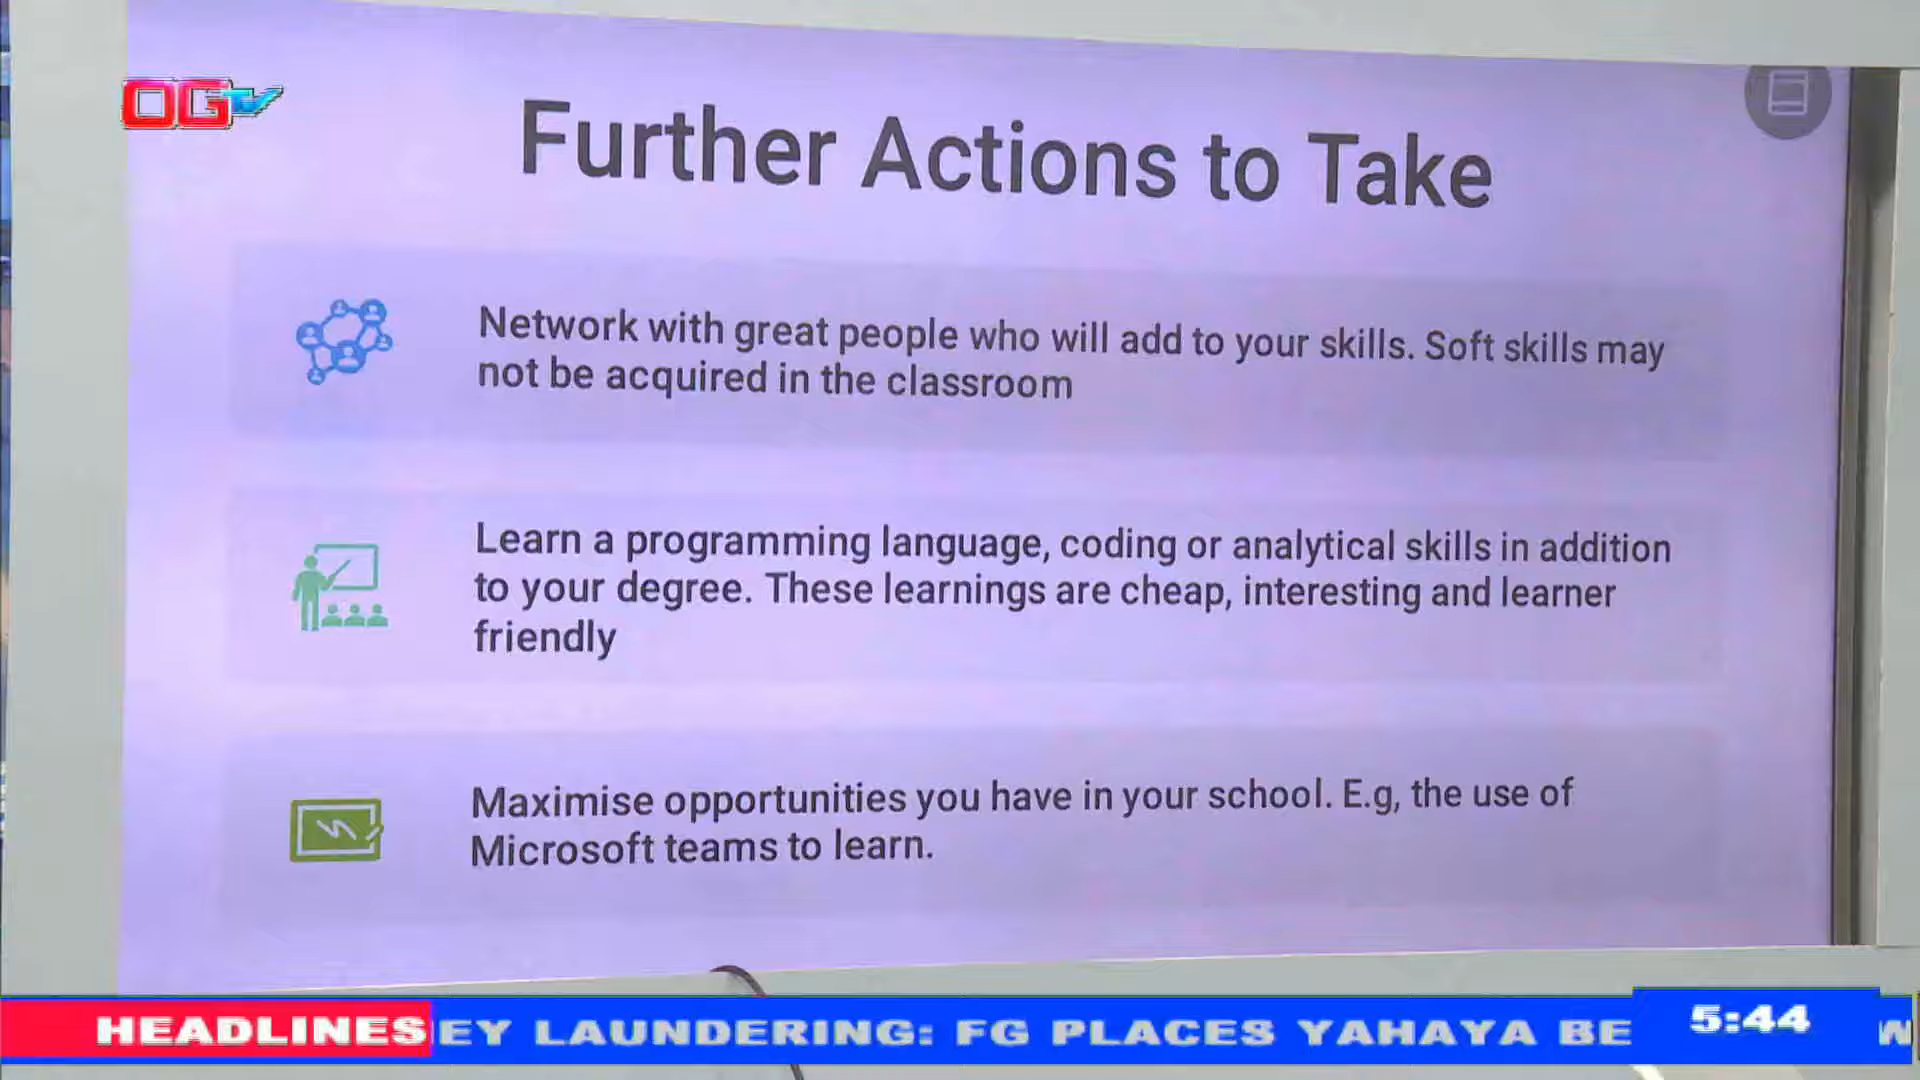 OGTV
Further Actions to Take
Network with great people who will add to your skills. Soft skills may
not be acquired in the classroom
Learn a programming language, coding or analytical skills in addition
to your degree. These learnings are cheap, interesting and learner
friendly
Maximise opportunities you have in your school. E.g, the use of
Microsoft teams to learn.
HEADLINES EY LAUNDERING: FG PLACES YAHAYA BE 5:44 W